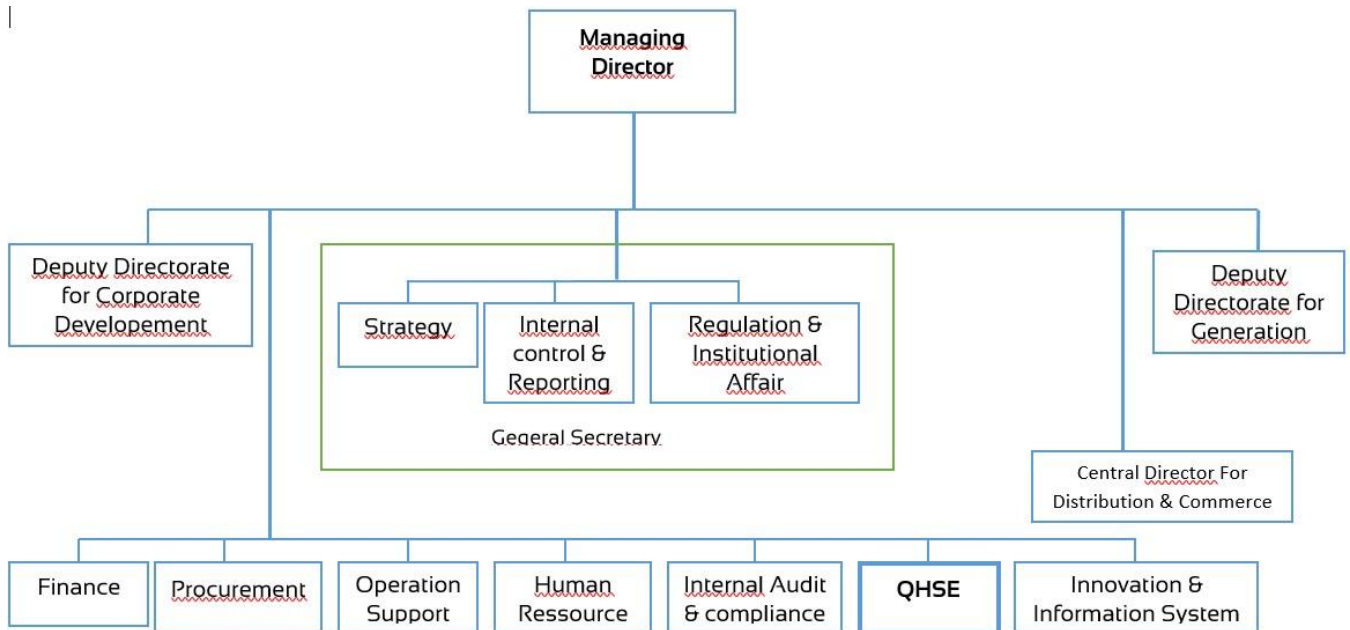 Managing
Director
Deputy Directorate
for Corporate
Developement
Strategy
Internal
control &
Reporting
Regulation &
Institutional
Affair
Gegeral Secretary
Deputy
Directorate for
Generation
Central Director For
Distribution & Commerce
Finance
Procurement
Operation
Support
Human
Ressource
Internal Audit
& compliance
QHSE
Innovation &
Information System